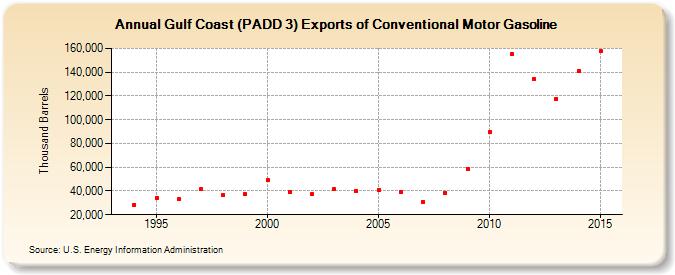 Annual Gulf Coast (PADD 3) Exports of Conventional Motor Gasoline
Thousand Barrels
160,000
140,000
120,000
100,000
80,000
60,000
40,000
20,000
1995 2000 2005 2010 2015
Source: U.S. Energy Information Administration